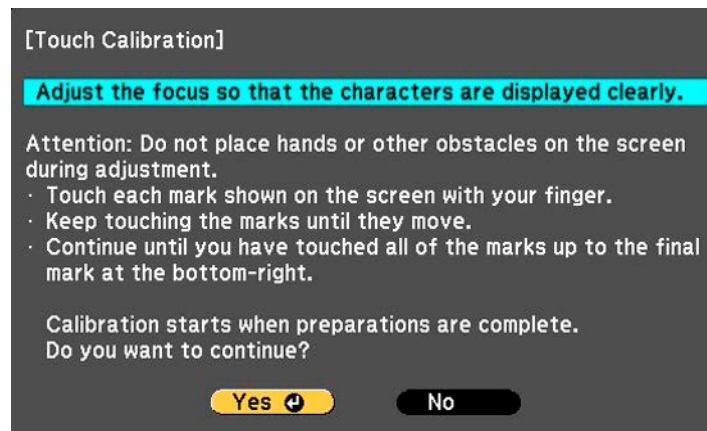 [Touch Calibration]
Adjust the focus so that the characters are displayed clearly.
Attention: Do not place hands or other obstacles on the screen
during adjustment.
· Touch each mark shown on the screen with your finger.
· Keep touching the marks until they move.
· Continue until you have touched all of the marks up to the final
mark at the bottom-right.
Calibration starts when preparations are complete.
Do you want to continue?
Yes No